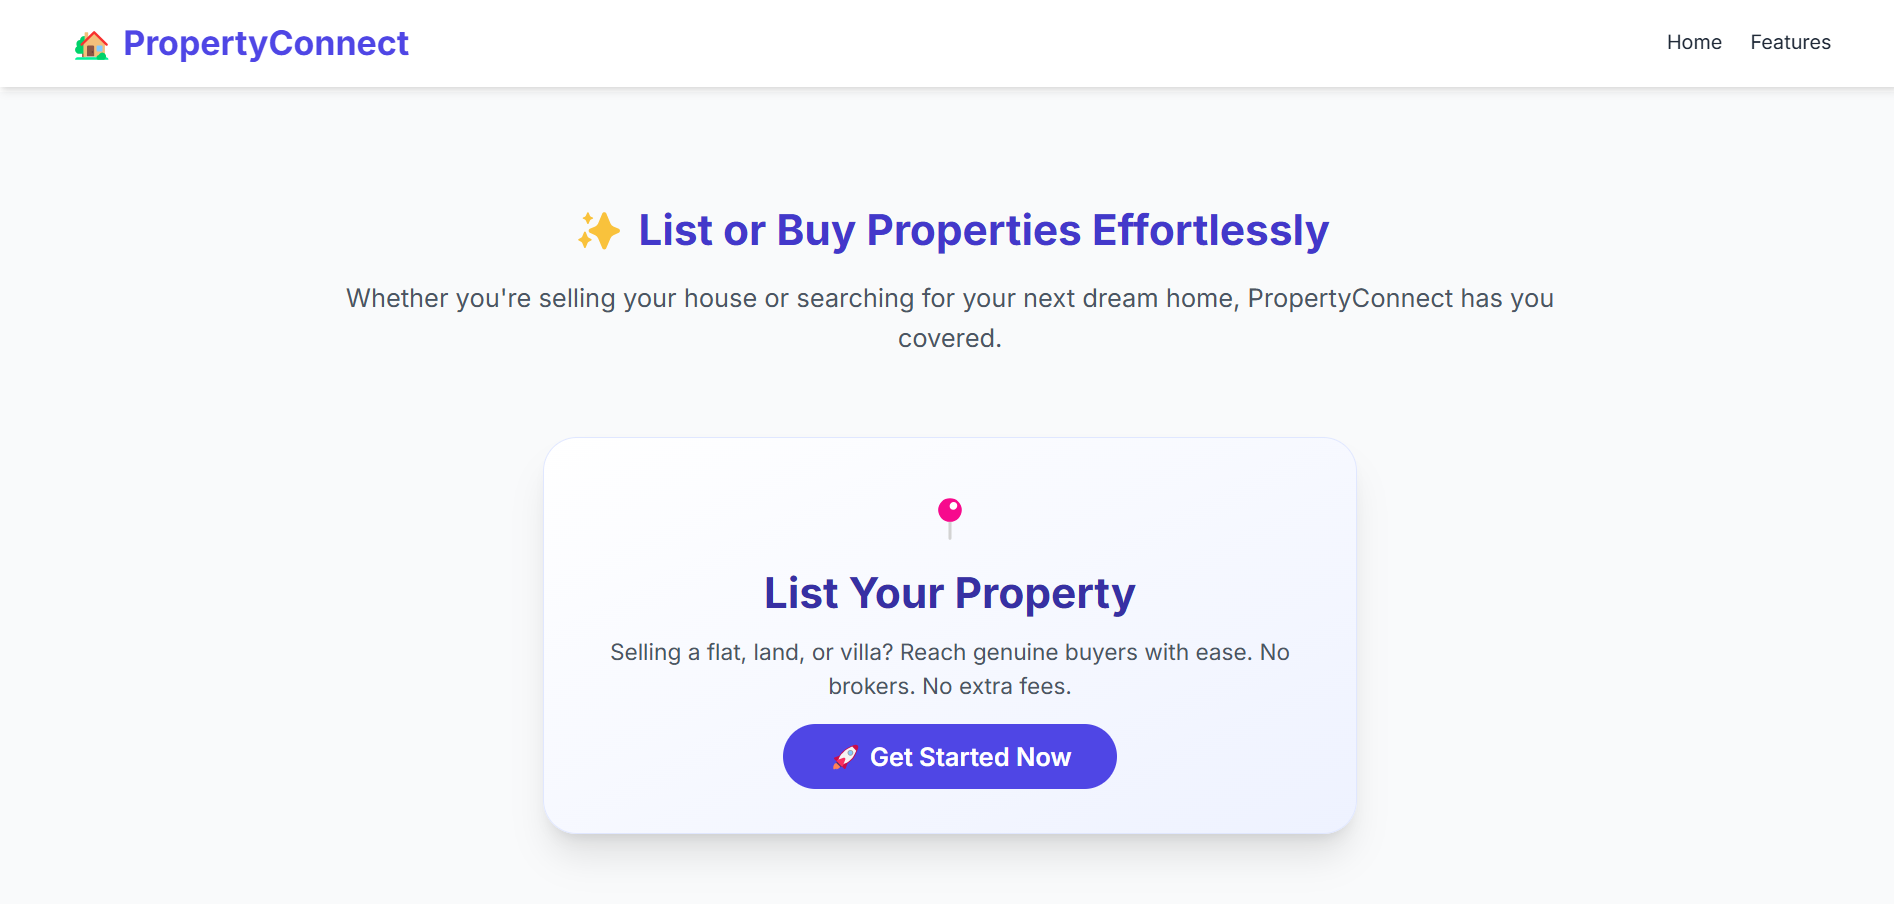 PropertyConnect
Home Features
List or Buy Properties Effortlessly
Whether you're selling your house or searching for your next dream home, PropertyConnect has you
covered.
List Your Property
Selling a flat, land, or villa? Reach genuine buyers with ease. No
brokers. No extra fees.
Get Started Now